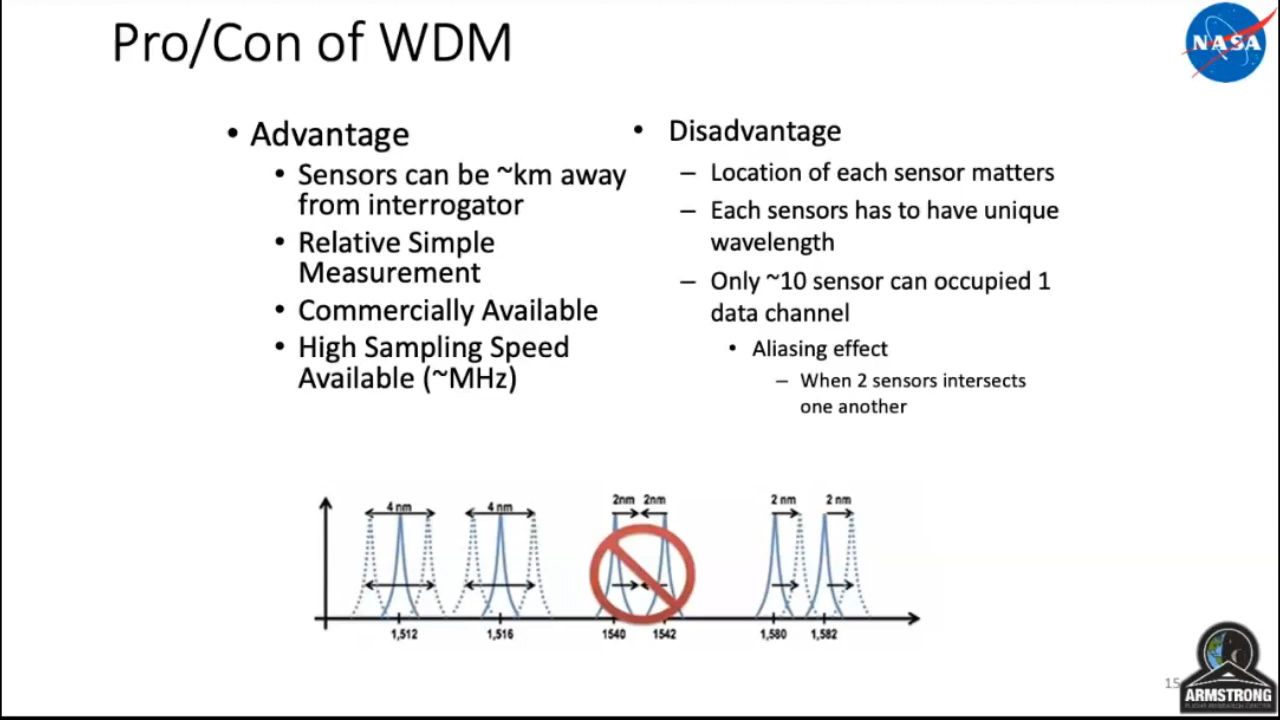 Pro/Con of WDM
NASA
• Advantage
• Sensors can be ~km away
from interrogator
• Relative Simple
Measurement
• Commercially Available
• High Sampling Speed
Available (~MHz)
• Disadvantage
– Location of each sensor matters
– Each sensors has to have unique
wavelength
– Only ~10 sensor can occupied 1
data channel
• Aliasing effect
– When 2 sensors intersects
one another
4 nm 4 nm 2nm 2nm 2 nm 2 nm
1,512 1,516 1540 1542 1,580 1,582
15
ARMSTRONG
FLIGHT RESEARCH CENTER